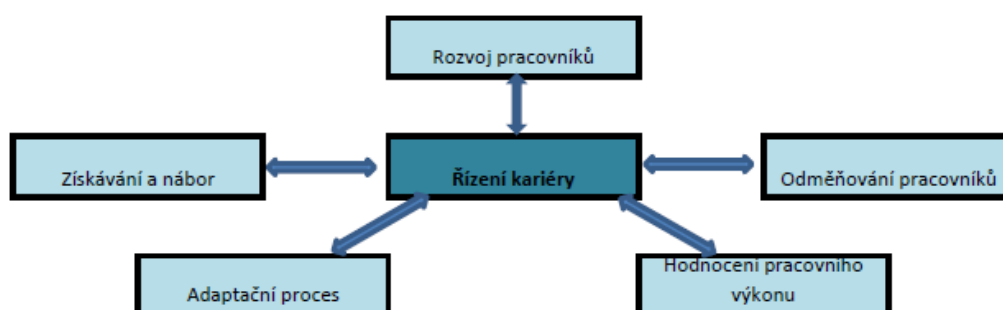 Rozvoj pracovníků
Získávání a nábor
Řízení kariéry
Odměňování pracovníků
Adaptační proces
Hodnocení pracovního
výkonu